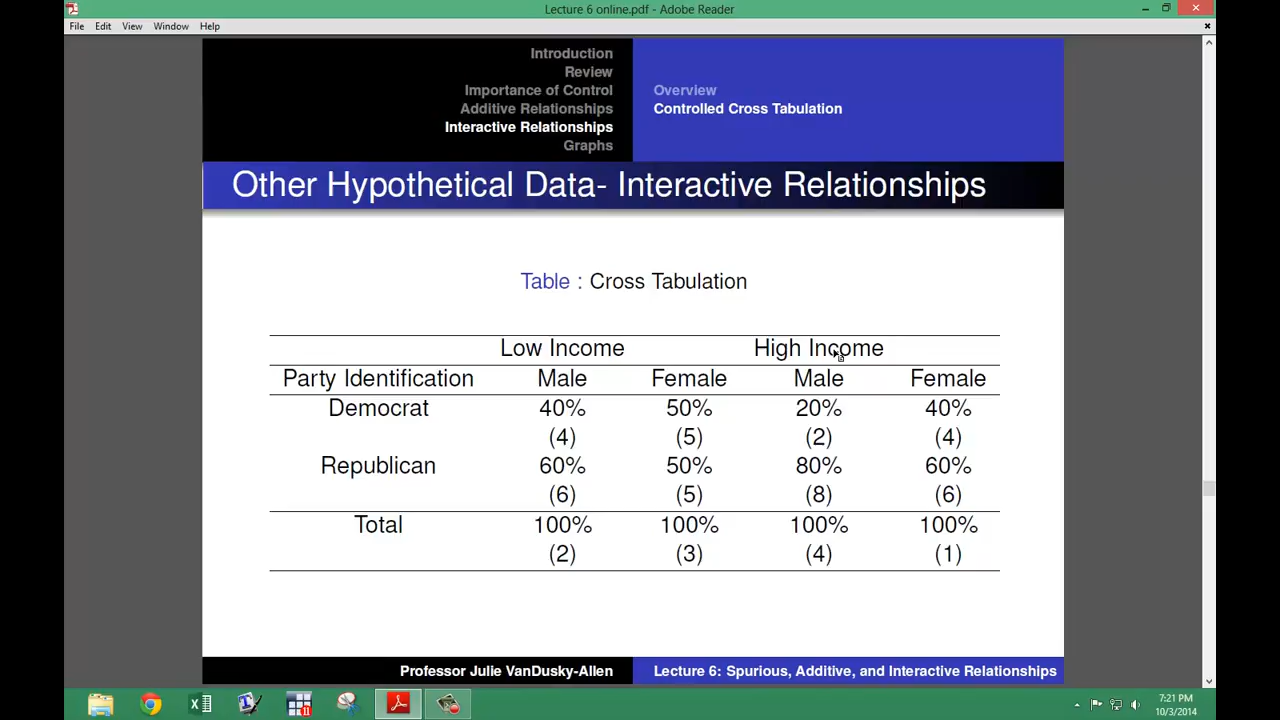 Lecture 6 online.pdf - Adobe Reader
File Edit View Window Help
Introduction
Review
Importance of Control
Additive Relationships
Interactive Relationships
Graphs
Overview
Controlled Cross Tabulation
Other Hypothetical Data- Interactive Relationships
Table : Cross Tabulation
Low Income High Income
Party Identification Male Female Male Female
Democrat 40% 50% 20% 40%
(4) (5) (2) (4)
Republican 60% 50% 80% 60%
(6) (5) (8) (6)
Total 100% 100% 100% 100%
(2) (3) (4) (1)
Professor Julie VanDusky-Allen Lecture 6: Spurious, Additive, and Interactive Relationships
7:21 PM
10/3/2014